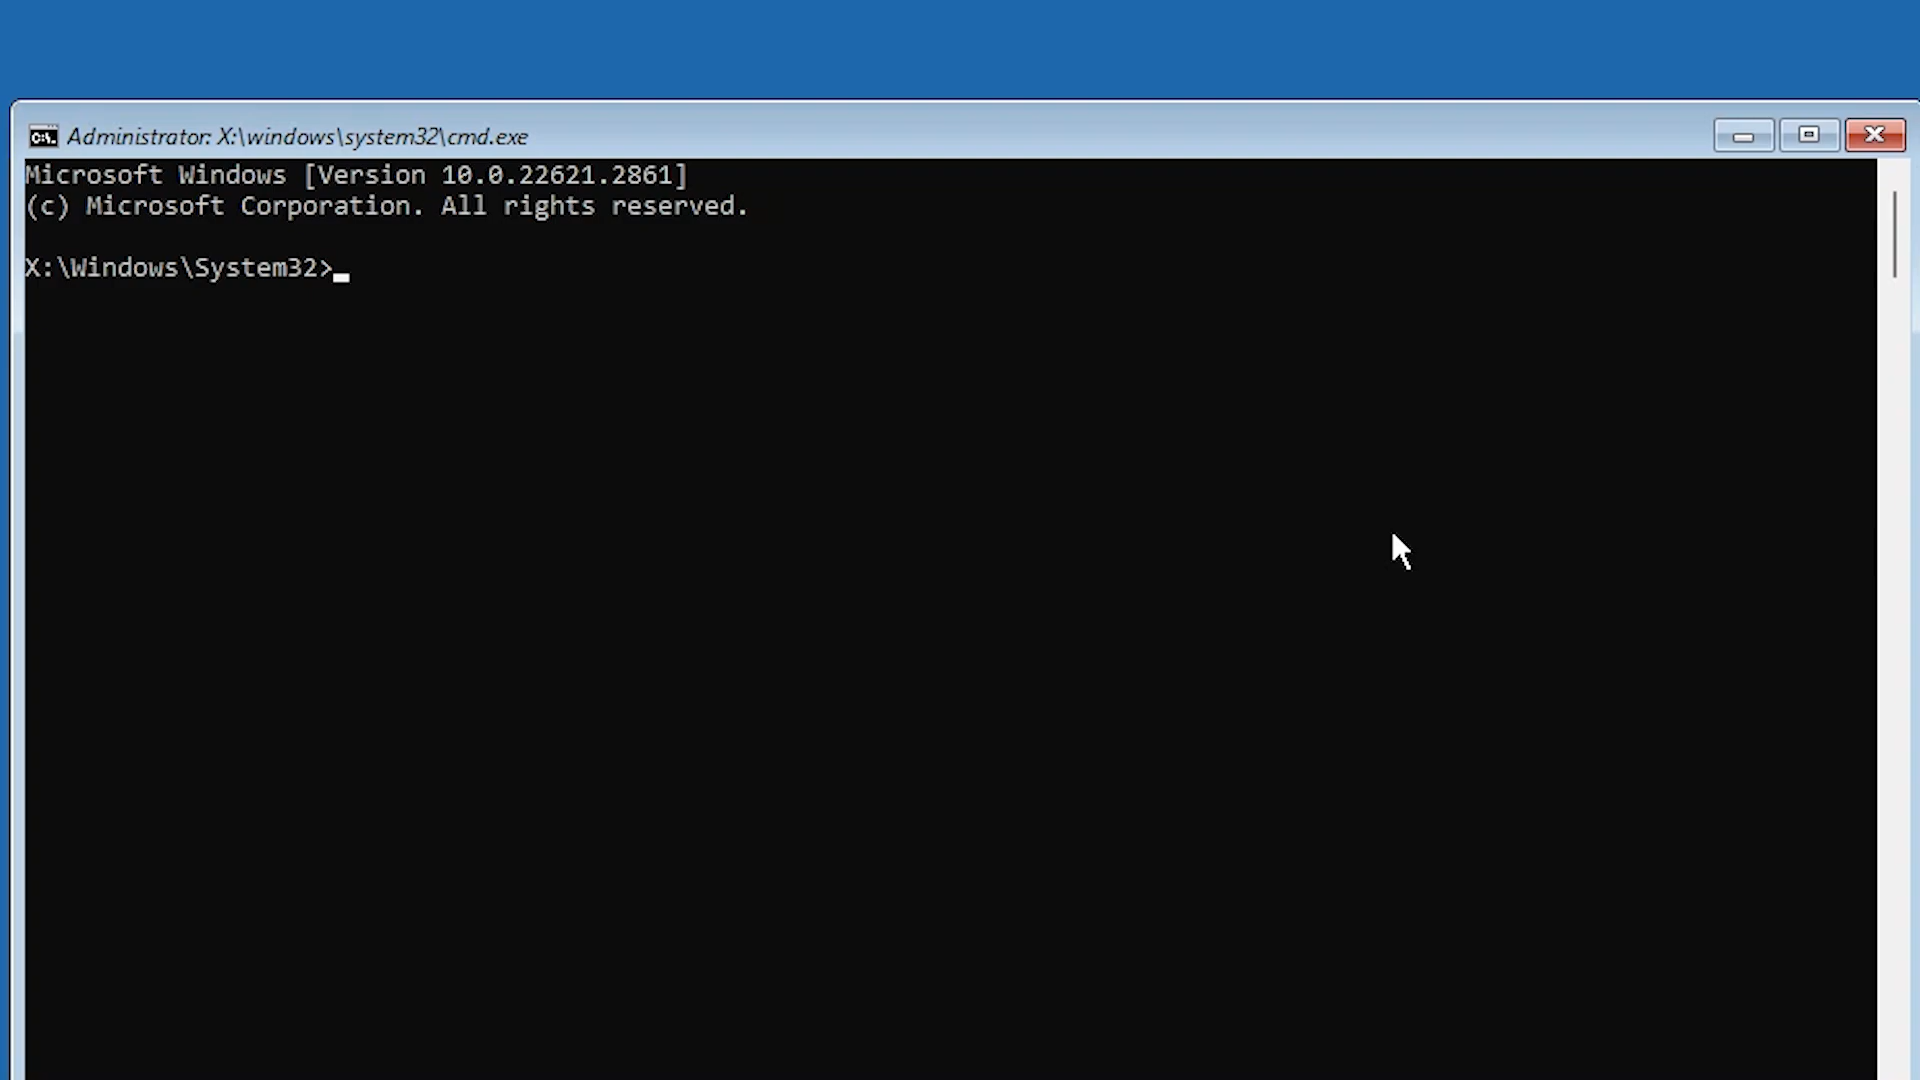 Administrator: X:\windows\system32\cmd.exe
Microsoft Windows [Version 10.0.22621.2861]
(c) Microsoft Corporation. All rights reserved.
X:\Windows\System32>